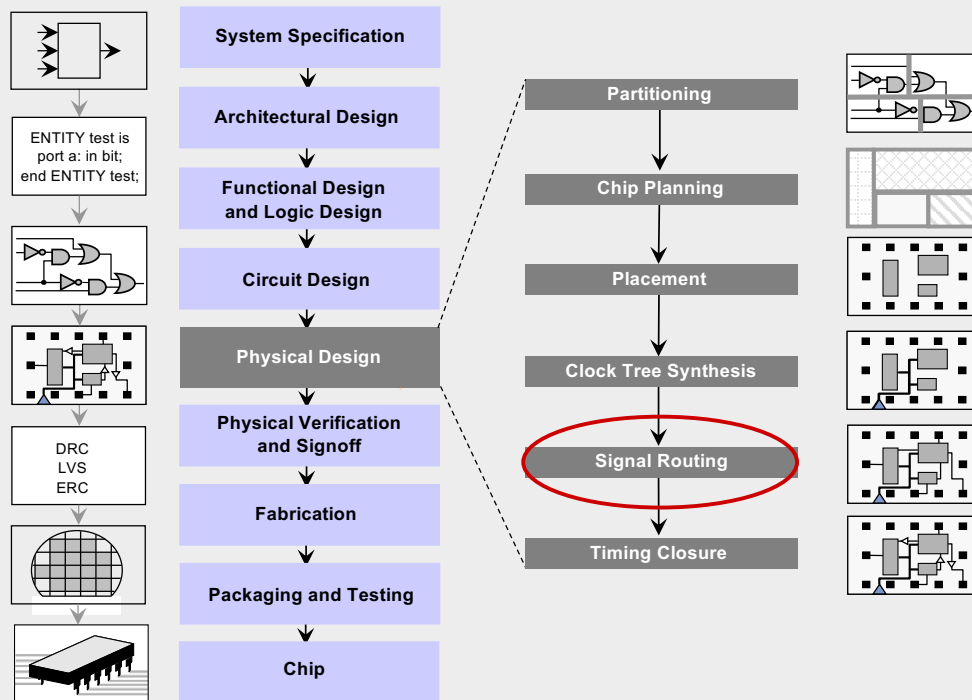 ENTITY test is
port a: in bit;
end ENTITY test;
DRC
LVS
ERC
System Specification
Architectural Design
Functional Design
and Logic Design
Circuit Design
Physical Design
Physical Verification
and Signoff
Fabrication
Packaging and Testing
Chip
Partitioning
Chip Planning
Placement
Clock Tree Synthesis
Signal Routing
Timing Closure